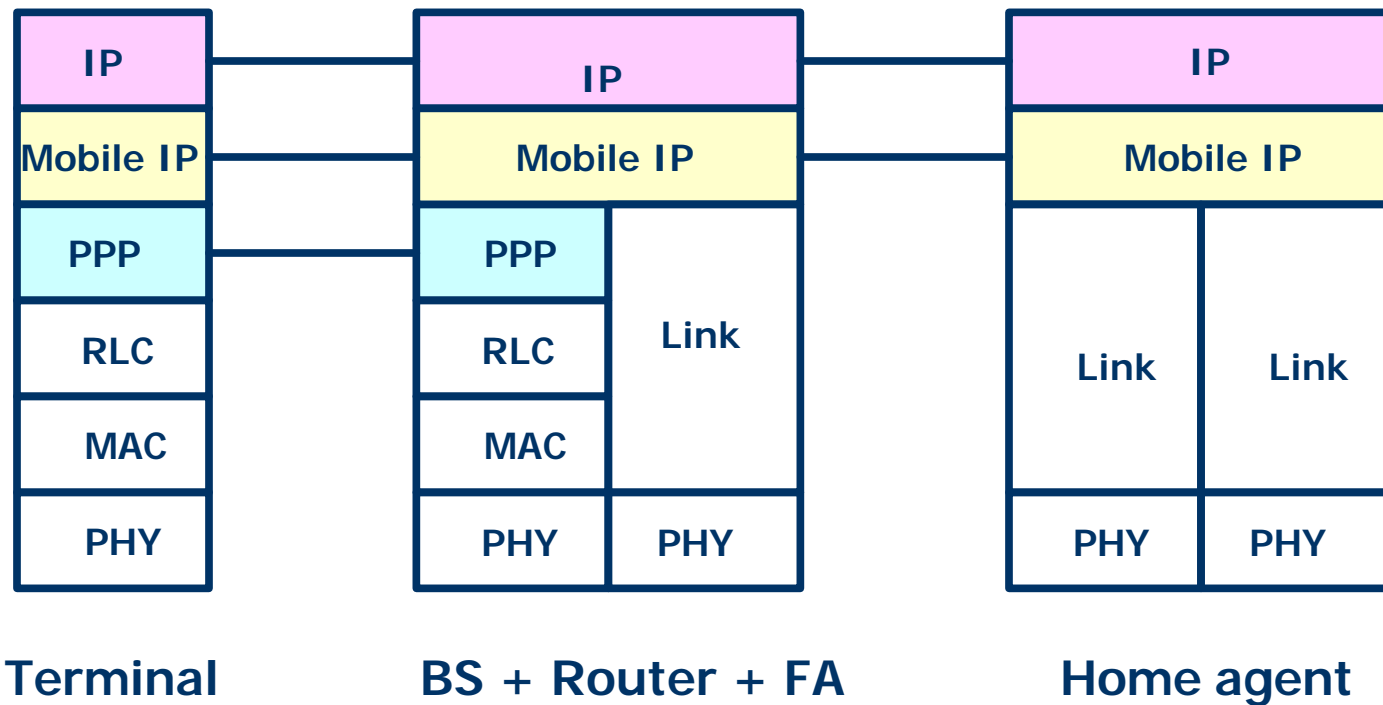 IP
Mobile IP
PPP
RLC
MAC
PHY
Terminal
IP
Mobile IP
PPP
RLC
MAC
PHY
Link
PHY
BS + Router + FA
IP
Mobile IP
Link
PHY
Link
PHY
Home agent